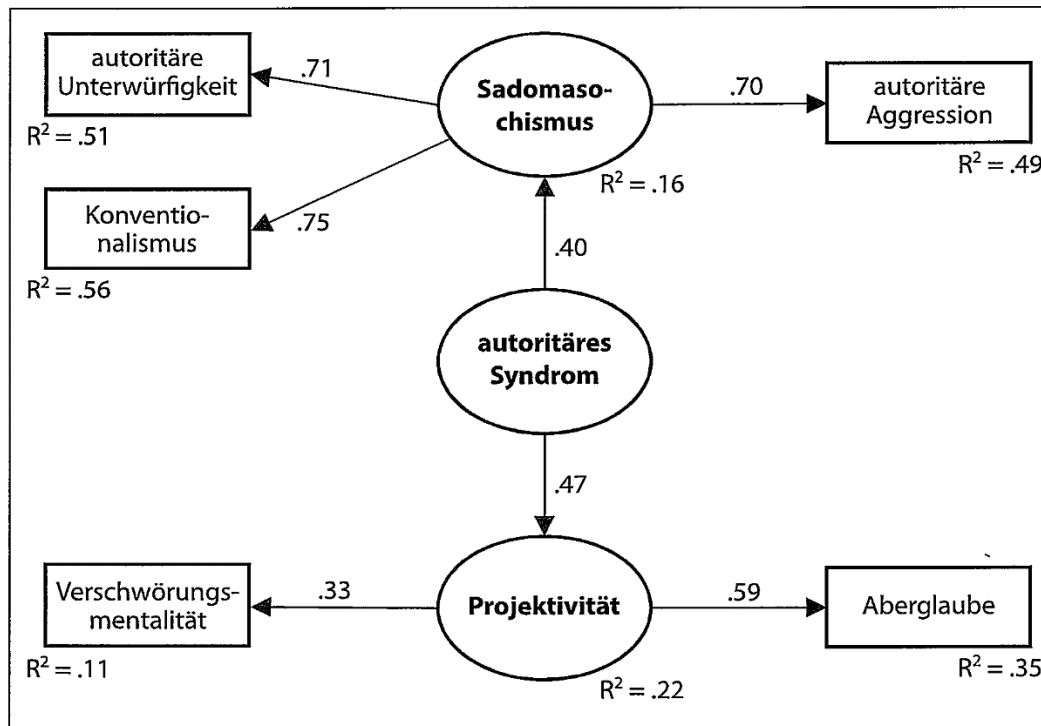 autoritäre
Unterwürfigkeit
R² = .51
.71
Sadomaso-
chismus
R² = .16
.70
autoritäre
Aggression
R² = .49
Konventio-
nalismus
R² = .56
.75
.40
autoritäres
Syndrom
.47
Verschwörungs-
mentalität
R² = .11
.33
Projektivität
R² = .22
.59
Aberglaube
R² = .35